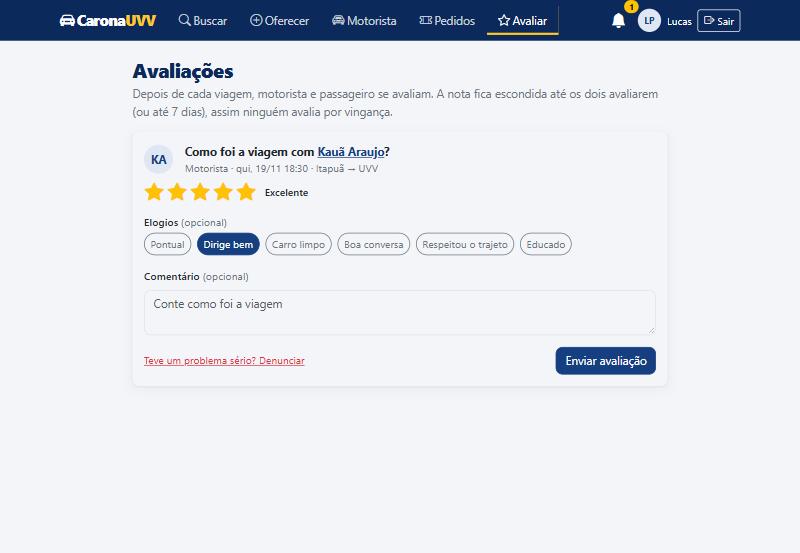 CaronaUVV Buscar Oferecer Motorista Pedidos Avaliar 1 LP Lucas Sair
Avaliações
Depois de cada viagem, motorista e passageiro se avaliam. A nota fica escondida até os dois avaliarem
(ou até 7 dias), assim ninguém avalia por vingança.
KA Como foi a viagem com Kauã Araujo?
Motorista · qui, 19/11 18:30 · Itapuã → UVV
Excelente
Elogios (opcional)
Pontual Dirige bem Carro limpo Boa conversa Respeitou o trajeto Educado
Comentário (opcional)
Conte como foi a viagem
Teve um problema sério? Denunciar Enviar avaliação